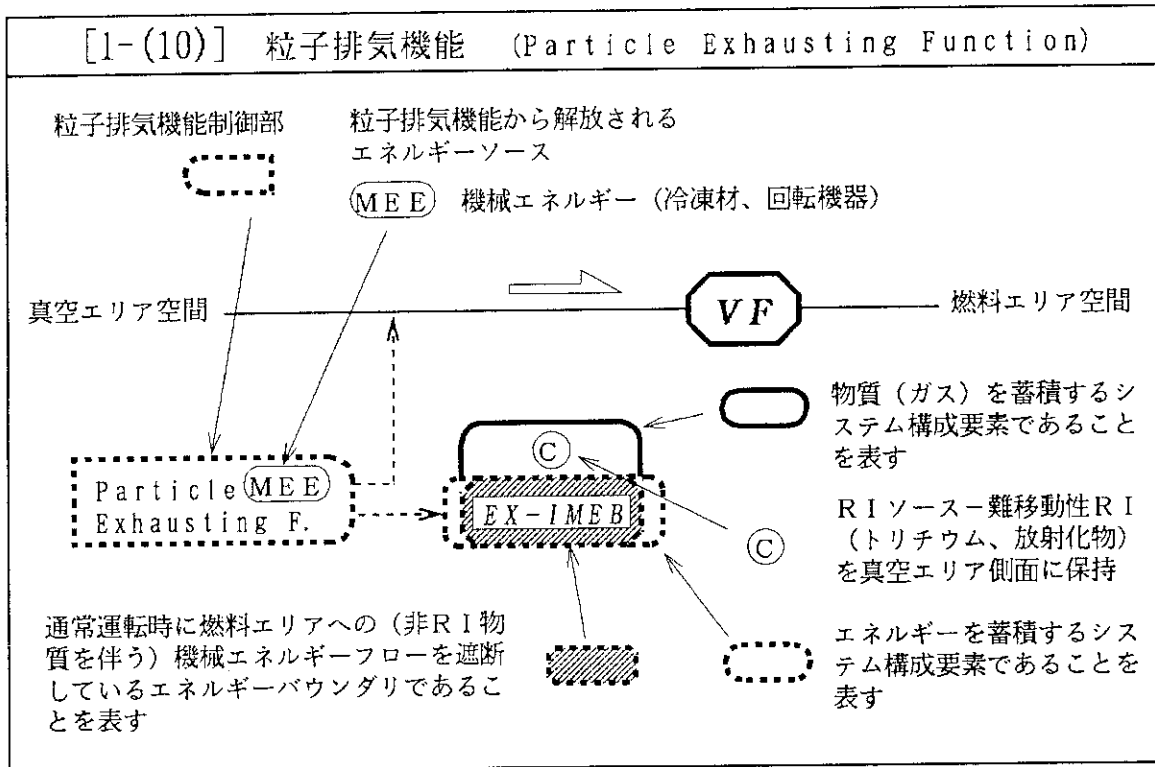 [1-(10)] 粒子排気機能 (Particle Exhausting Function)
粒子排気機能制御部
粒子排気機能から解放される
エネルギーソース
MEE 機械エネルギー（冷凍材、回転機器）
真空エリア空間
VF
燃料エリア空間
物質（ガス）を蓄積するシ
ステム構成要素であること
を表す
C
Particle MEE
Exhausting F.
EX-IMEB
RIソース－難移動性RI
（トリチウム、放射化物）
を真空エリア側面に保持
C
通常運転時に燃料エリアへの（非RI物
質を伴う）機械エネルギーフローを遮断
しているエネルギーバウンダリであるこ
とを表す
エネルギーを蓄積するシス
テム構成要素であることを
表す